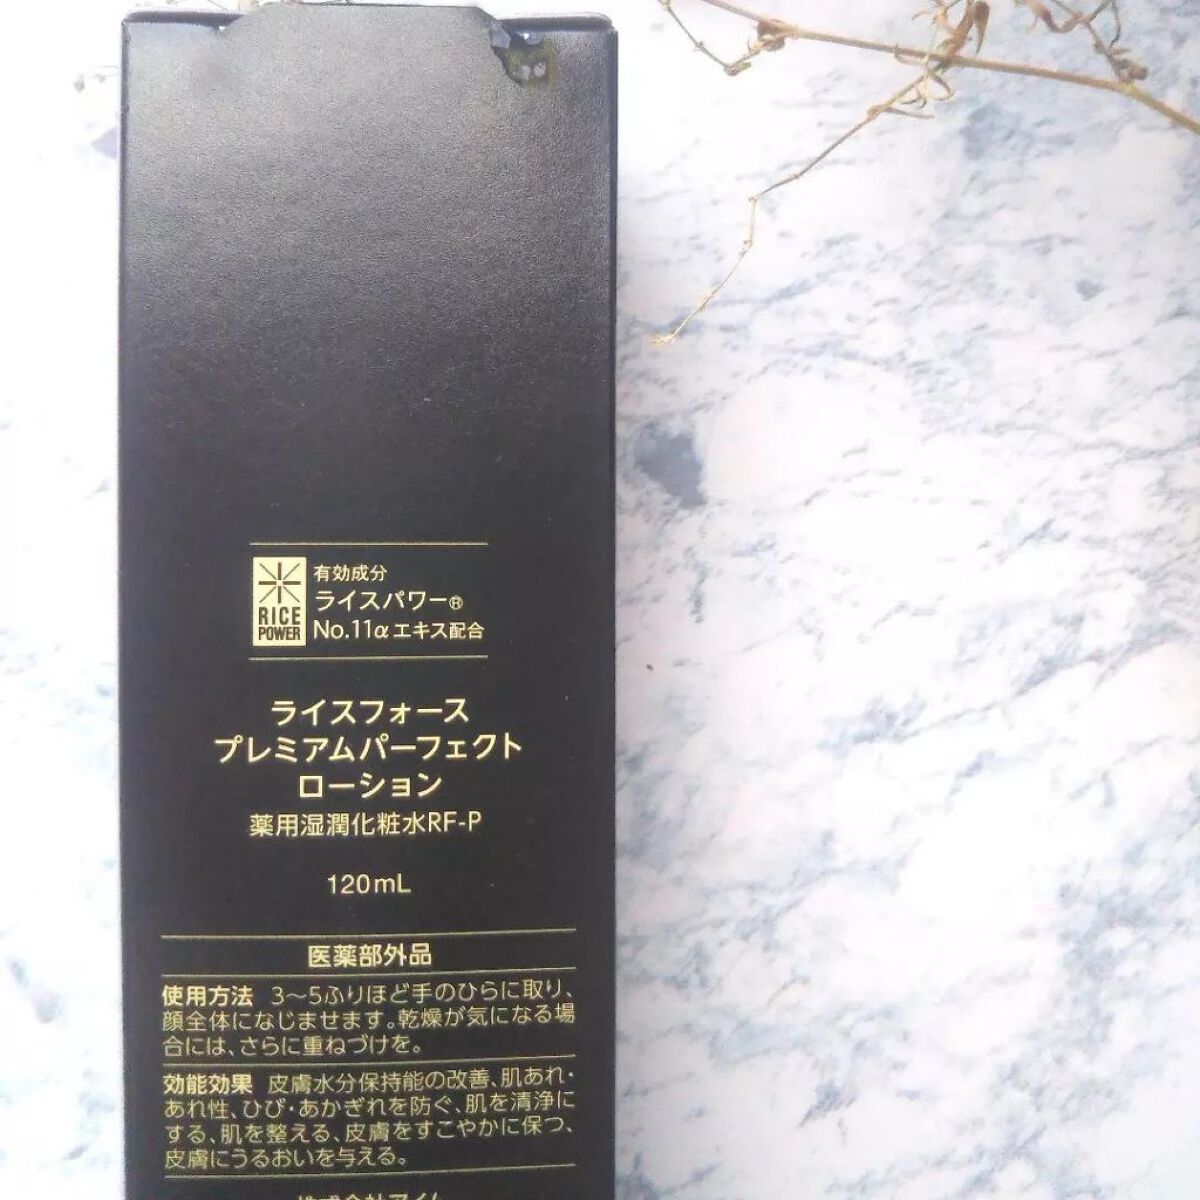 有効成分
ライスパワー®
No.11αエキス配合
RICE
POWER
ライスフォース
プレミアムパーフェクト
ローション
薬用湿潤化粧水RF-P
120mL
医薬部外品
使用方法 3〜5ふりほど手のひらに取り、
顔全体になじませます。乾燥が気になる場
合には、さらに重ねづけを。
効能効果 皮膚水分保持能の改善、肌あれ・
あれ性、ひび・あかぎれを防ぐ、肌を清浄に
する、肌を整える、皮膚をすこやかに保つ、
皮膚にうるおいを与える。
株式会社アイム